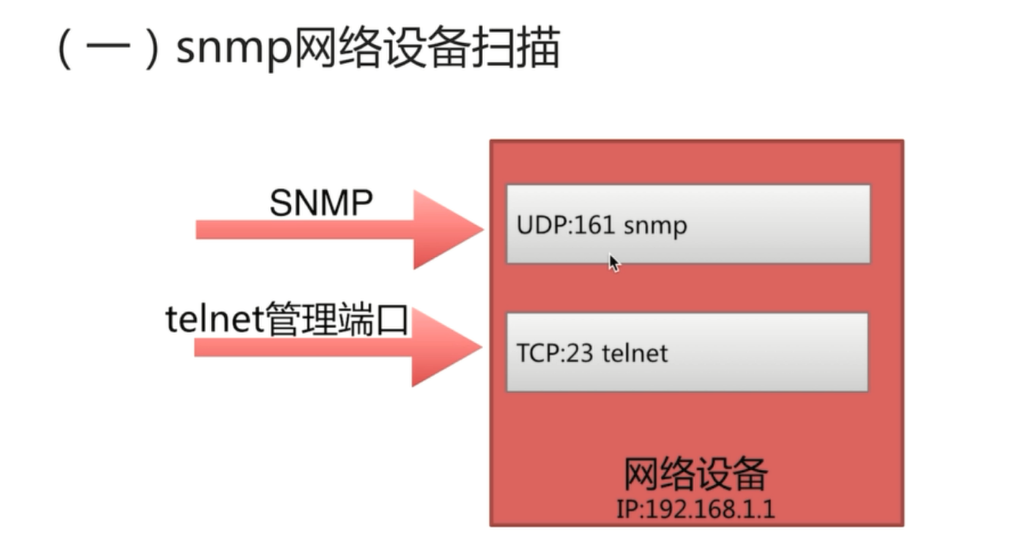 （一）snmp网络设备扫描
SNMP
UDP:161 snmp
telnet管理端口
TCP:23 telnet
网络设备
IP:192.168.1.1